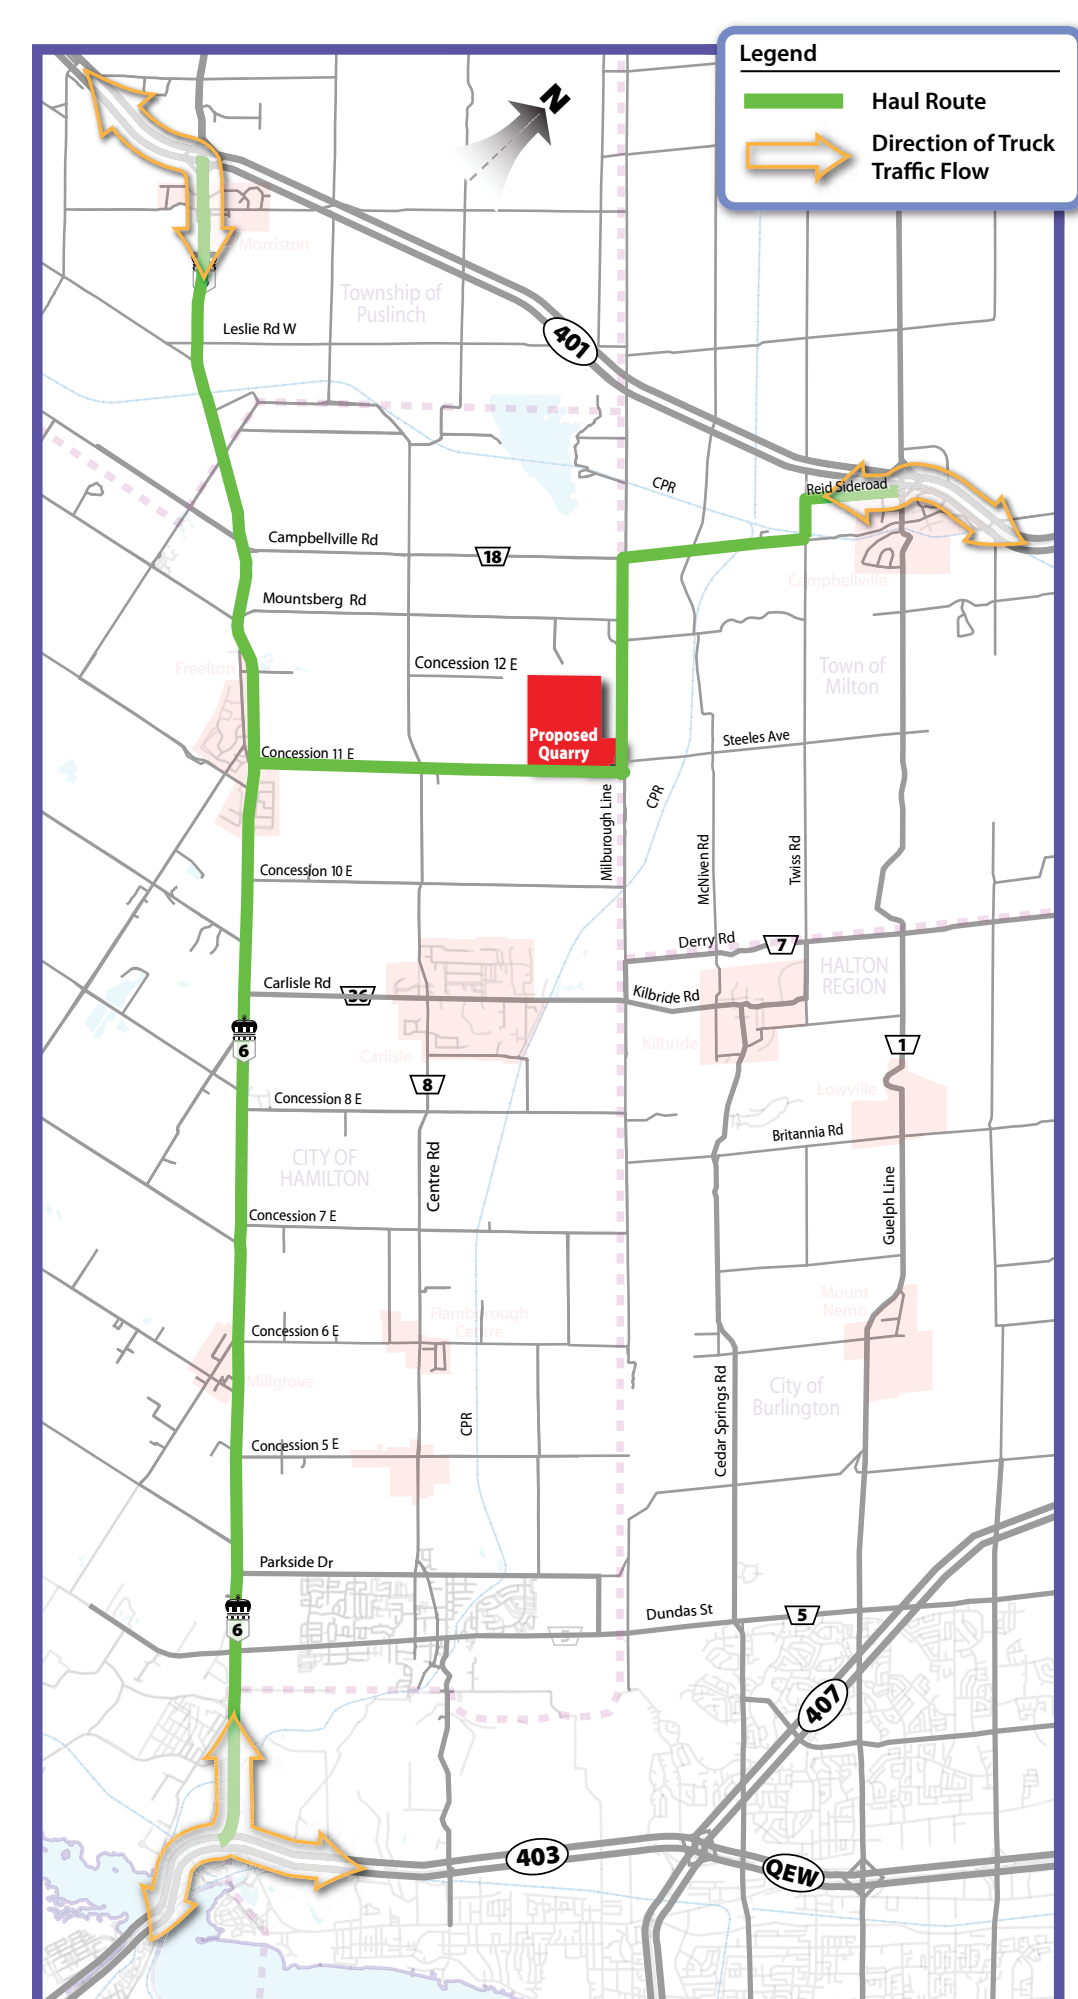 Legend
Haul Route
Direction of Truck
Traffic Flow
N
Morriston
Township of
Puslinch
Leslie Rd W
401
CPR
Reid Sideroad
Campbellville Rd
18
Campbellville
Mountsberg Rd
Freelton
Concession 12 E
Town of
Milton
Proposed
Quarry
Steeles Ave
Concession 11 E
Milburough Line
CPR
McNiven Rd
Twiss Rd
Concession 10 E
Derry Rd
7
HALTON
REGION
Carlisle Rd
36
Kilbride Rd
6
Carlisle
Kilbride
1
8
Lowville
Concession 8 E
Britannia Rd
CITY OF
HAMILTON
Centre Rd
Guelph Line
Concession 7 E
Mount
Nemo
Flamborough
Centre
Concession 6 E
Millgrove
City of
Burlington
Cedar Springs Rd
CPR
Concession 5 E
Parkside Dr
Dundas St
5
5
6
407
403
QEW